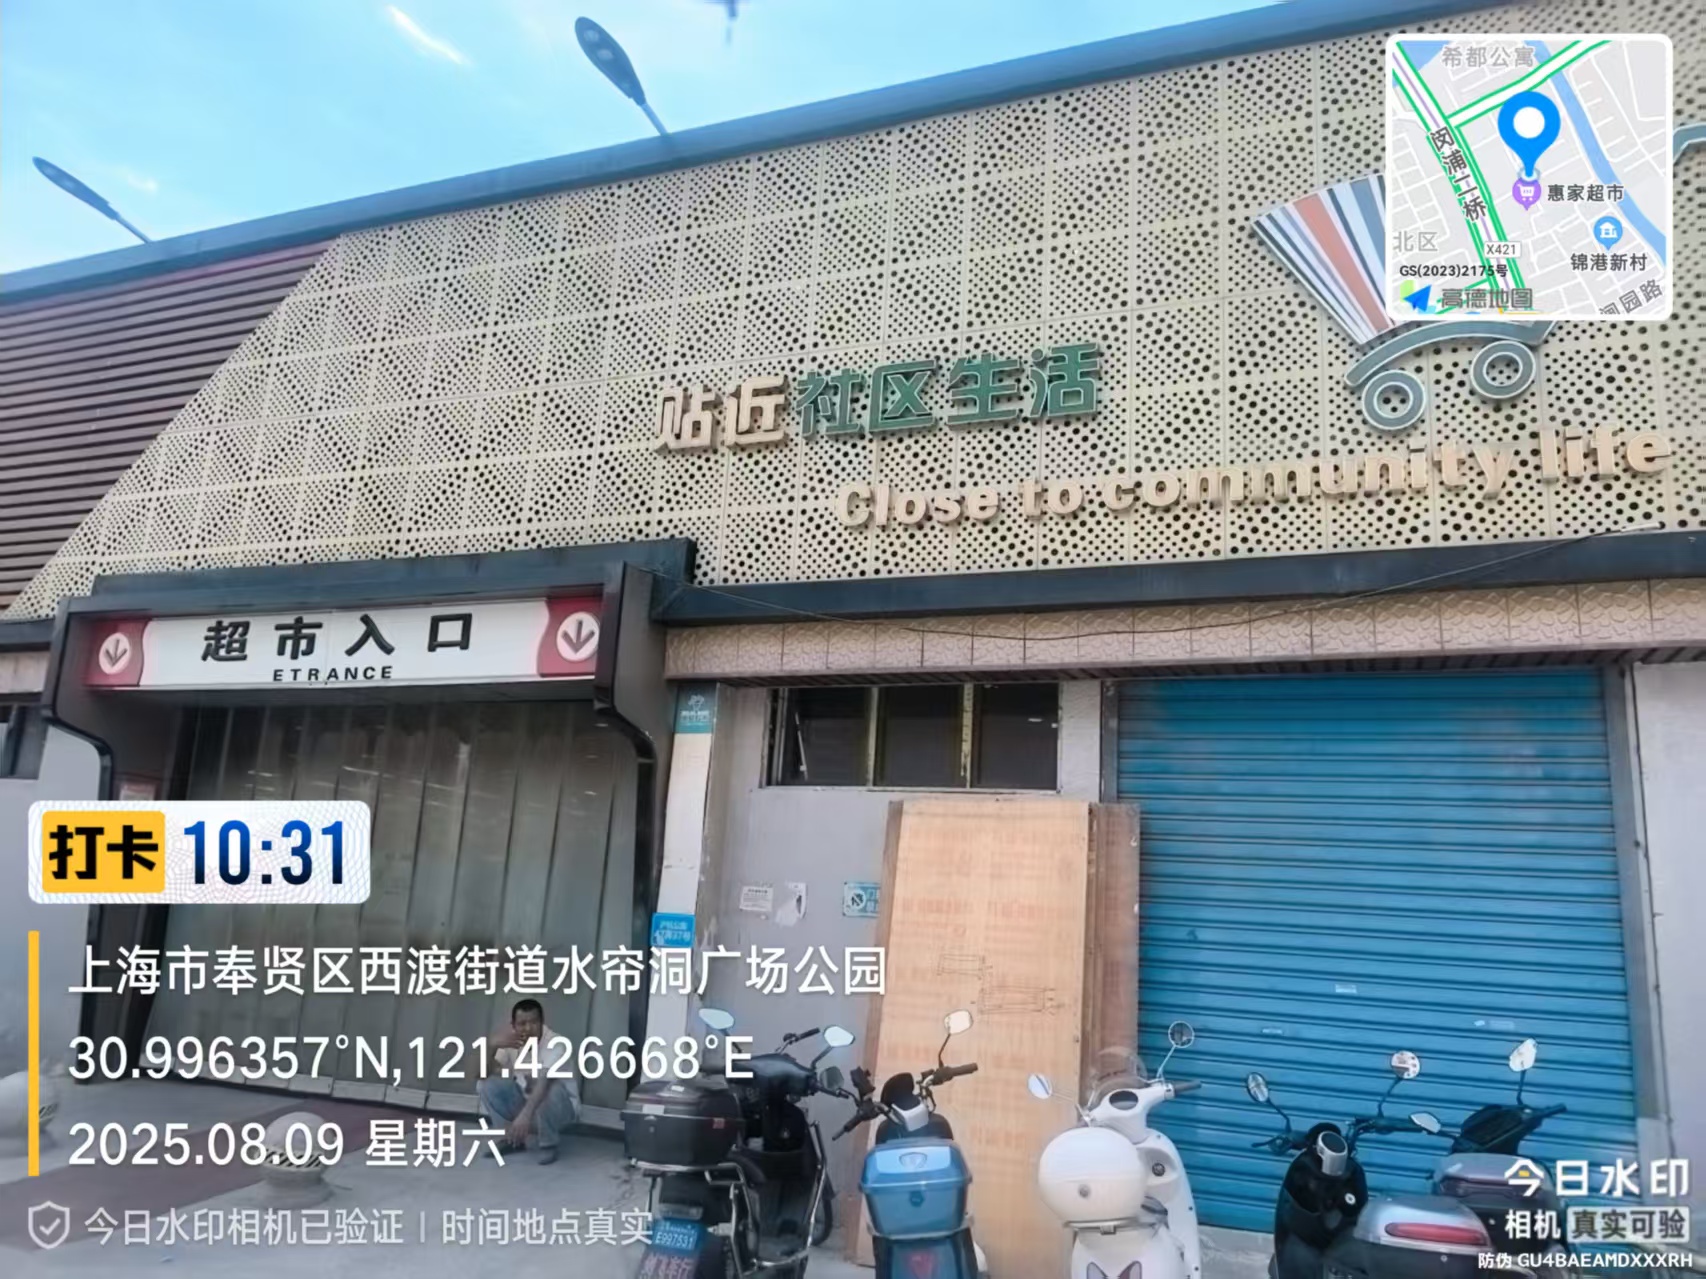 希都公寓
闵浦二桥
惠家超市
北区
X421
锦港新村
GS(2023)2175号
高德地图
贴近社区生活
Close to community life
超市入口
ETRANCE
打卡 10:31
上海市奉贤区西渡街道水帘洞广场公园
30.996357°N,121.426668°E
2025.08.09 星期六
今日水印相机已验证 | 时间地点真实
E997531
今日水印
相机 真实可验
防伪 GU4BAEAMDXXXRH